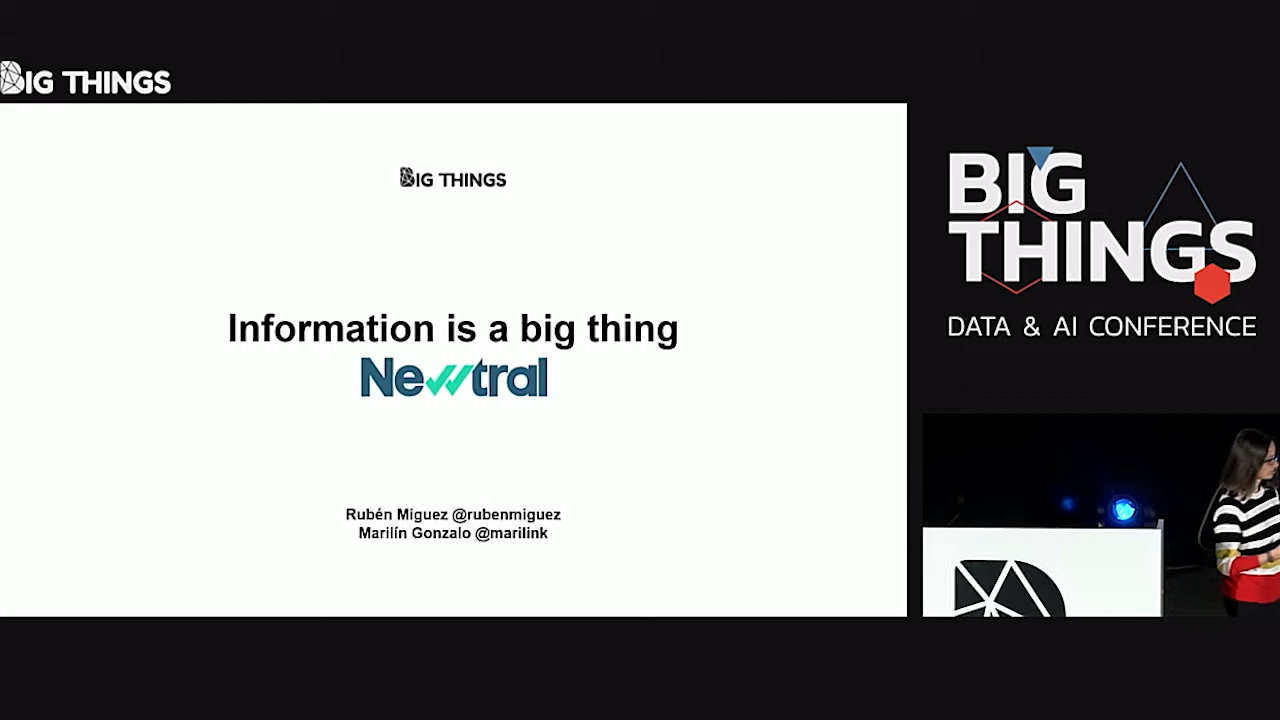 BIG THINGS
BIG THINGS
Information is a big thing
Newtral
Rubén Miguez @rubenmiguez
Marilín Gonzalo @marilink
BIG
THINGS
DATA & AI CONFERENCE